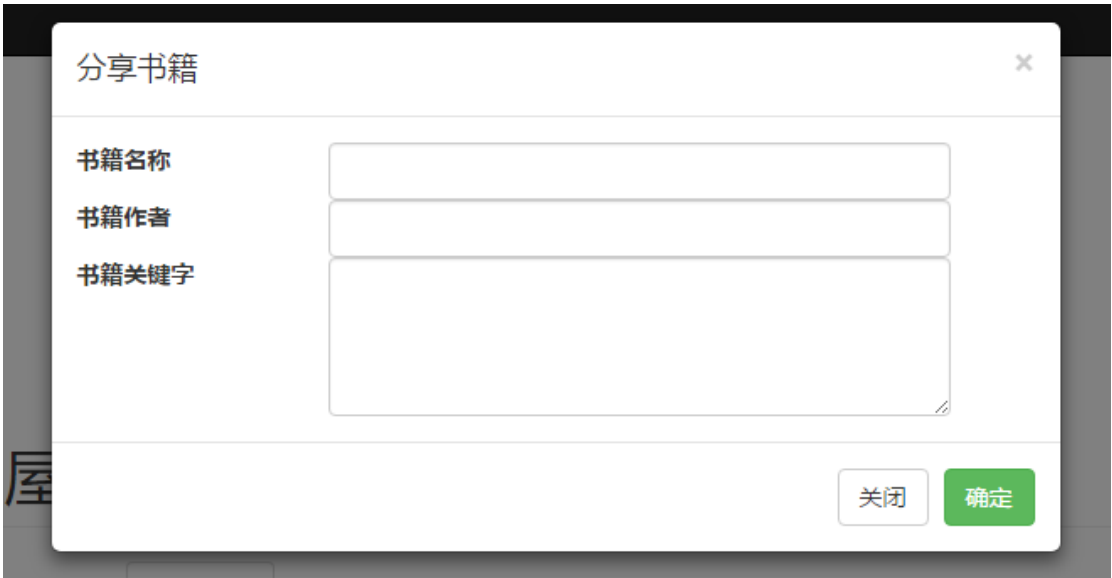 分享书籍 ×
书籍名称
书籍作者
书籍关键字
关闭 确定
屋